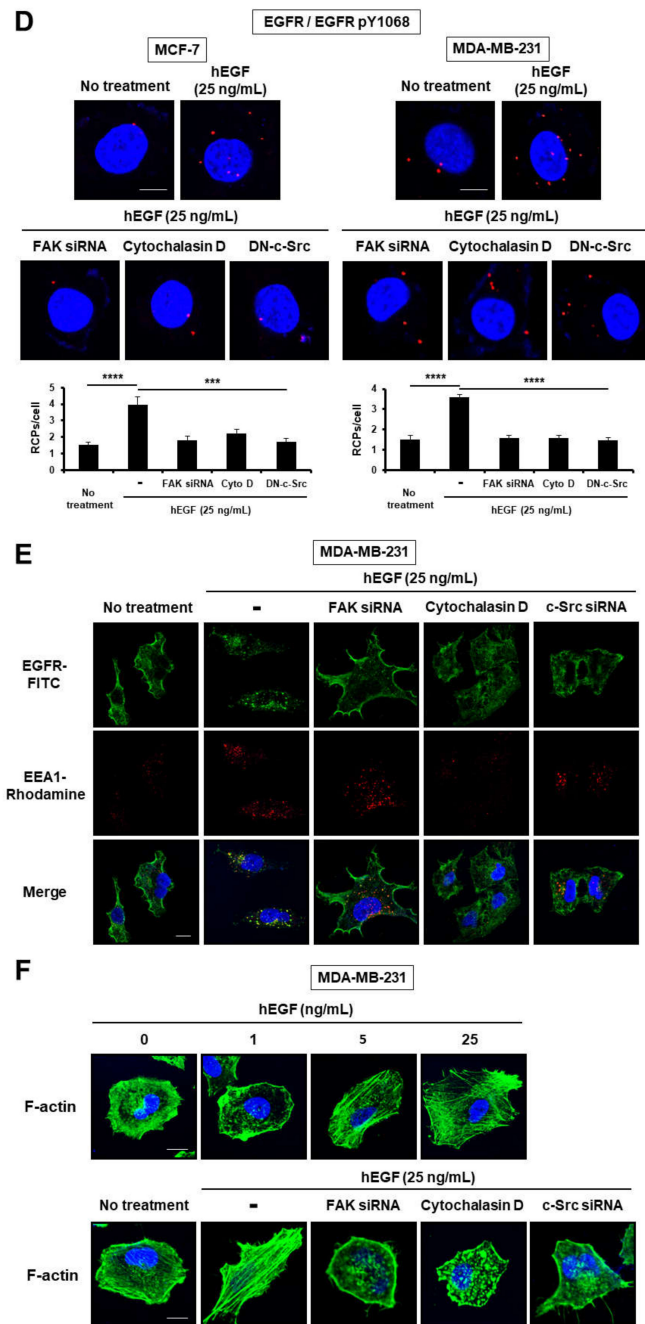 D
EGFR / EGFR pY1068
MCF-7
MDA-MB-231
No treatment
hEGF
(25 ng/mL)
No treatment
hEGF
(25 ng/mL)
hEGF (25 ng/mL)
hEGF (25 ng/mL)
FAK siRNA Cytochalasin D DN-c-Src
FAK siRNA Cytochalasin D DN-c-Src
**** ***
RCPs/cell
5
4
3
2
1
0
No treatment
-
FAK siRNA
Cyto D
DN-c-Src
hEGF (25 ng/mL)
**** ****
RCPs/cell
4
3
2
1
0
No treatment
-
FAK siRNA
Cyto D
DN-c-Src
hEGF (25 ng/mL)
E
MDA-MB-231
hEGF (25 ng/mL)
No treatment - FAK siRNA Cytochalasin D c-Src siRNA
EGFR-
FITC
EEA1-
Rhodamine
Merge
F
MDA-MB-231
hEGF (ng/mL)
0 1 5 25
F-actin
hEGF (25 ng/mL)
No treatment - FAK siRNA Cytochalasin D c-Src siRNA
F-actin